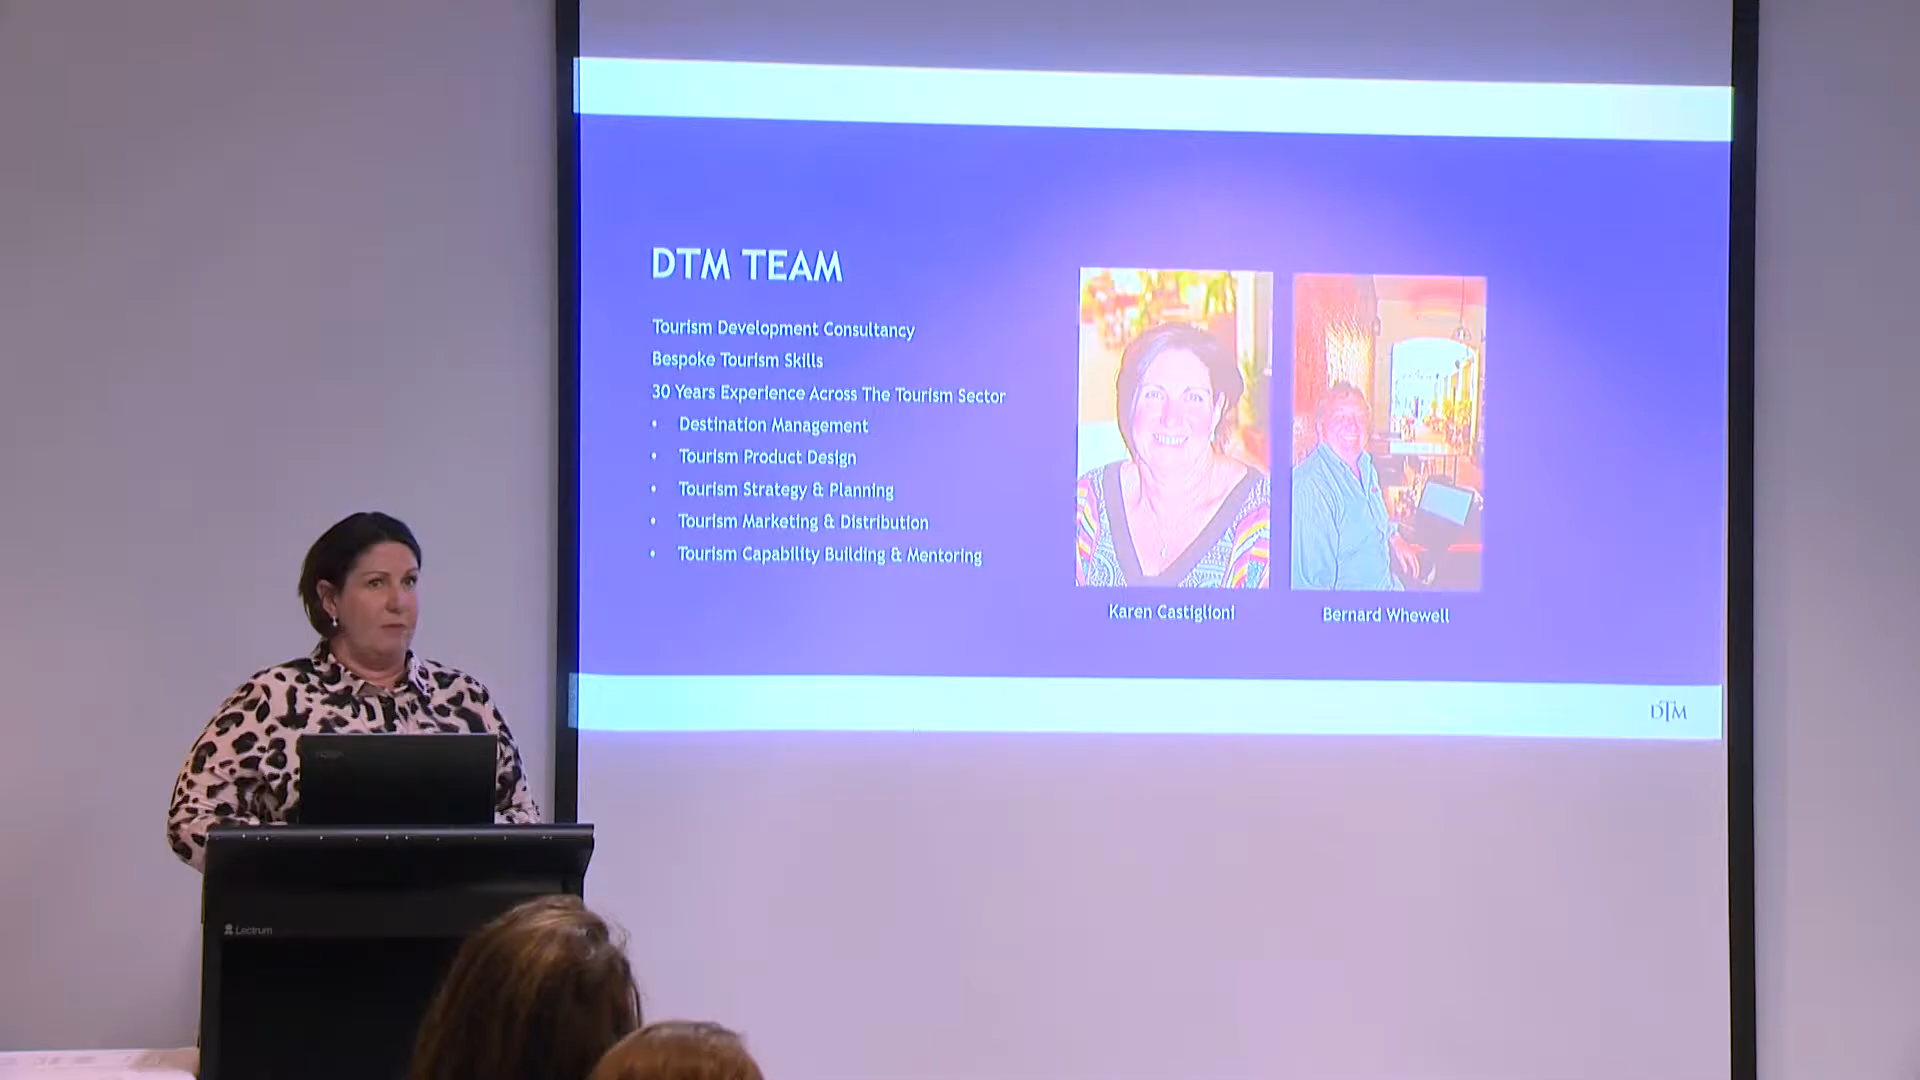 DTM TEAM
Tourism Development Consultancy
Bespoke Tourism Skills
30 Years Experience Across The Tourism Sector
• Destination Management
• Tourism Product Design
• Tourism Strategy & Planning
• Tourism Marketing & Distribution
• Tourism Capability Building & Mentoring
Karen Castiglioni
Bernard Whewell
DTM
Lectrum